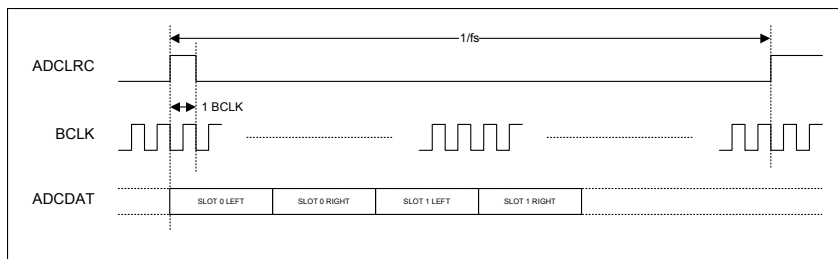 1/fs
ADCLRC
1 BCLK
BCLK
ADCDAT
SLOT 0 LEFT SLOT 0 RIGHT SLOT 1 LEFT SLOT 1 RIGHT